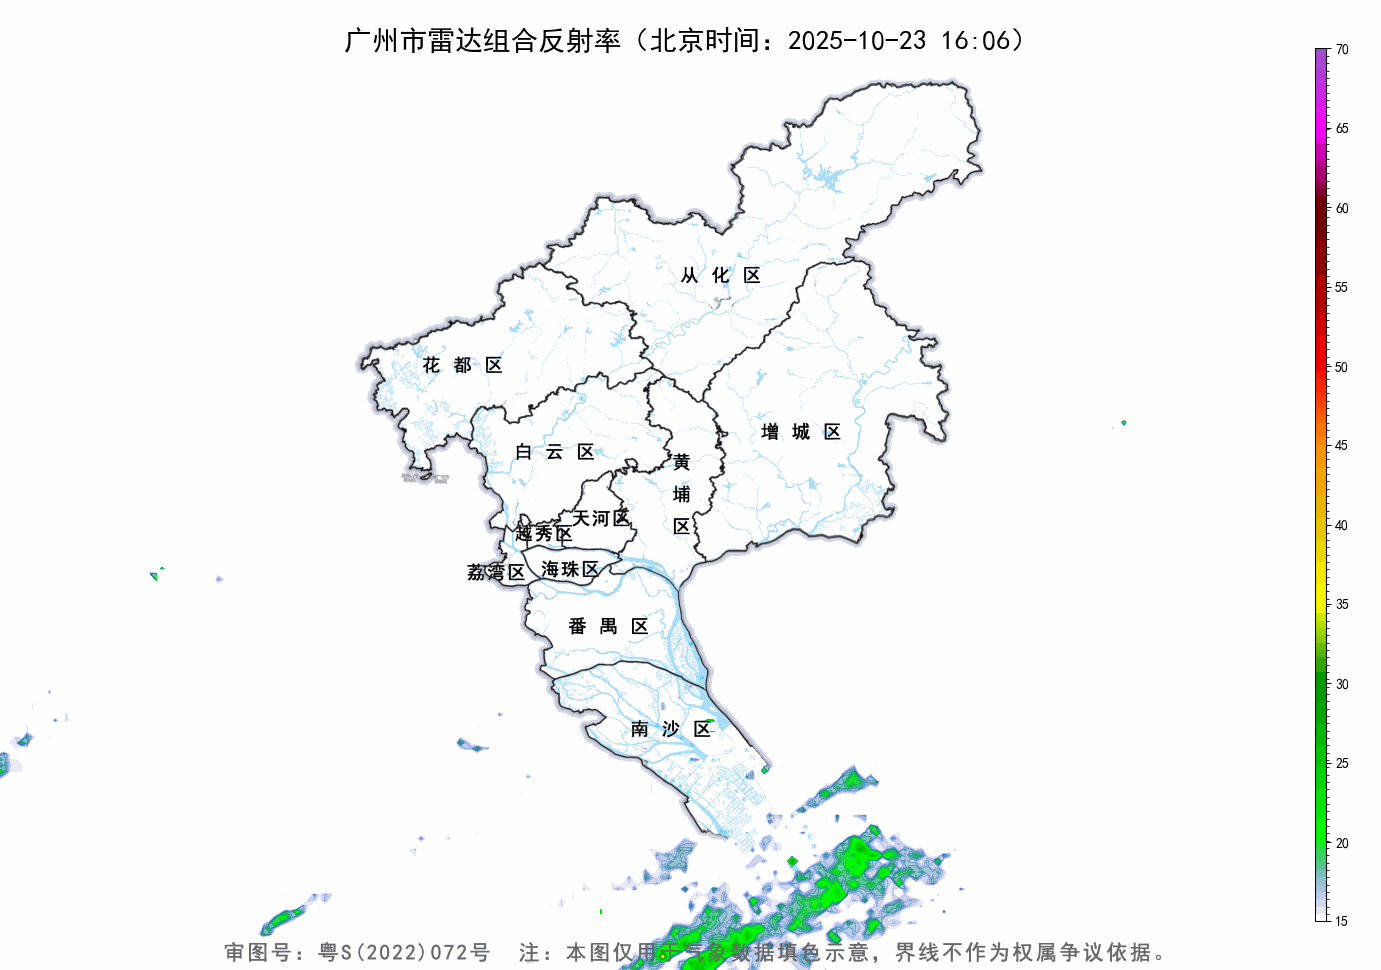 广州市雷达组合反射率（北京时间：2025-10-23 16:06）
70
65
60
55
50
45
40
35
30
25
20
15
从化区
花都区
增城区
白云区
黄埔区
天河区
越秀区
荔湾区
海珠区
番禺区
南沙区
审图号：粤S(2022)072号 注：本图仅用于气象数据填色示意，界线不作为权属争议依据。